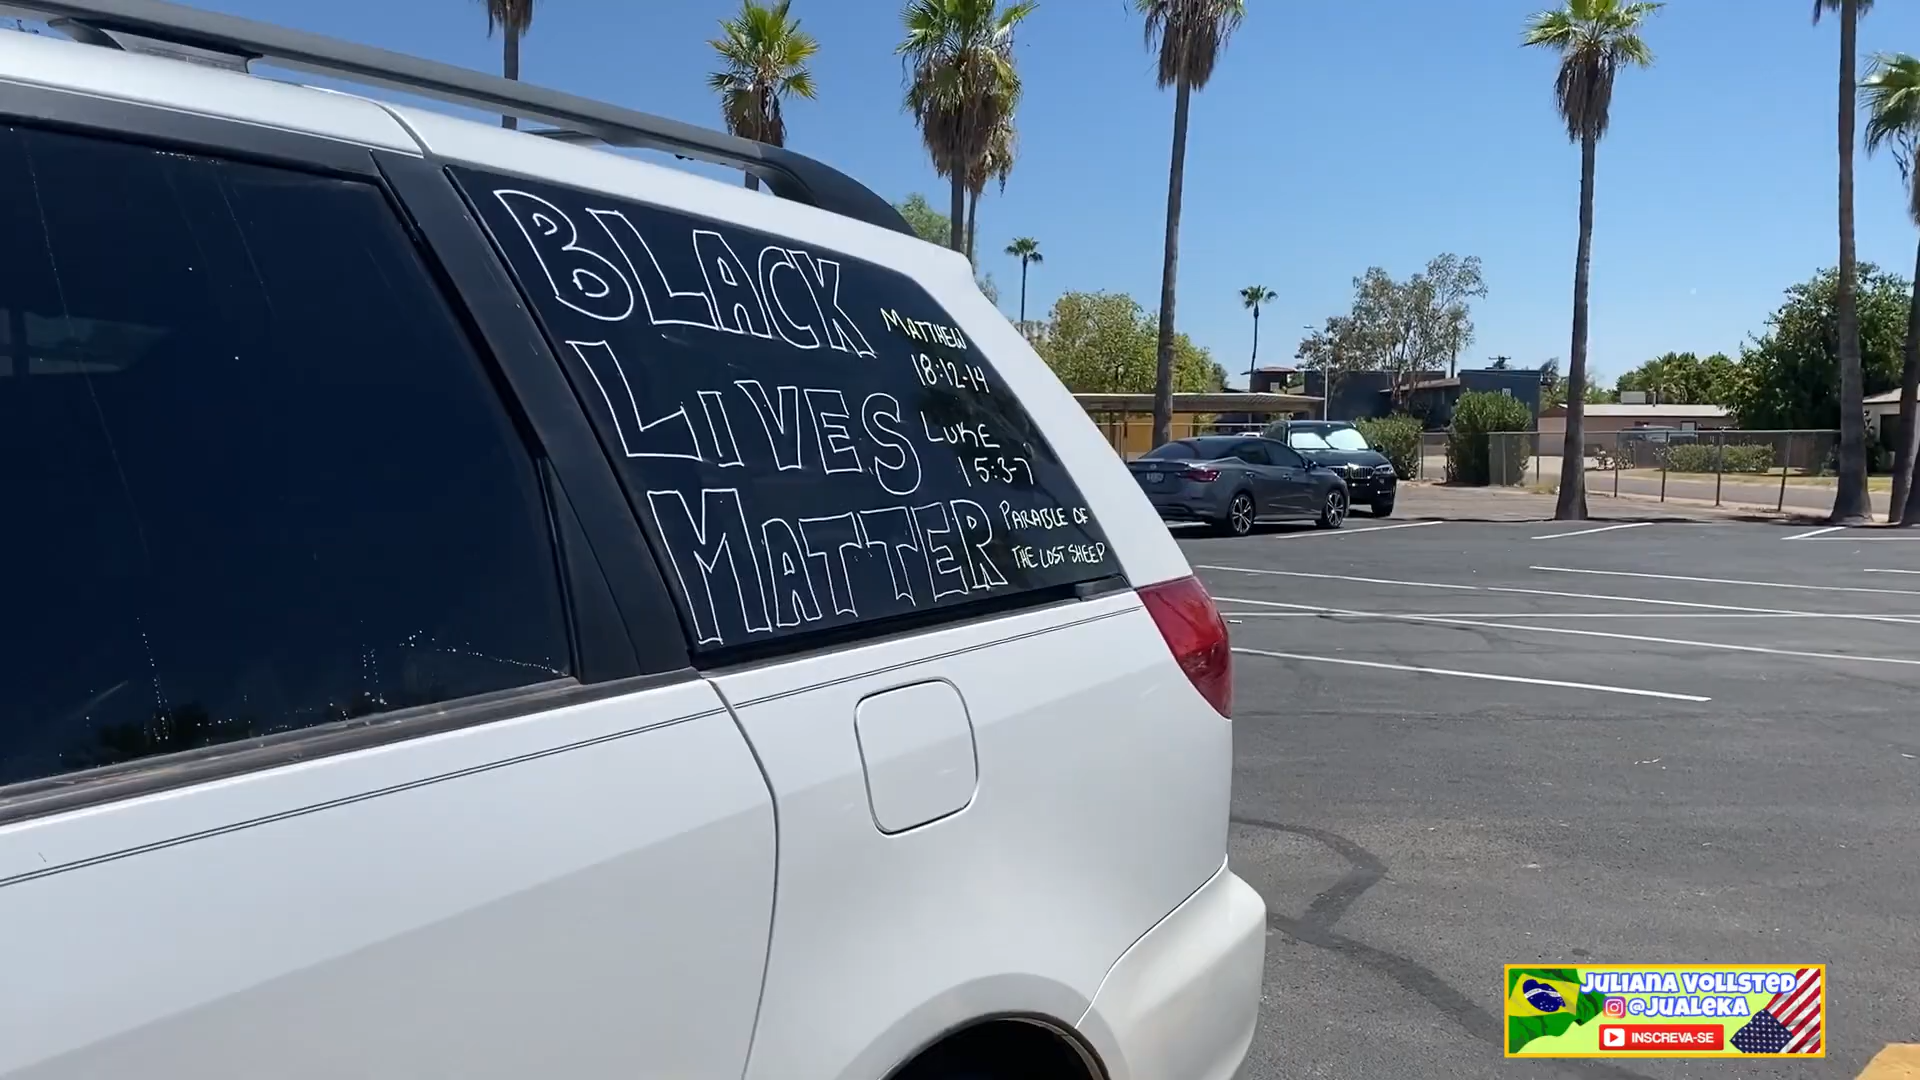 BLACK
LIVES
MATTER
MATTHEW
18:12-14
LUKE
15:3-7
PARABLE OF
THE LOST SHEEP
JULIANA VOLLSTED
@JUALEKA
INSCREVA-SE